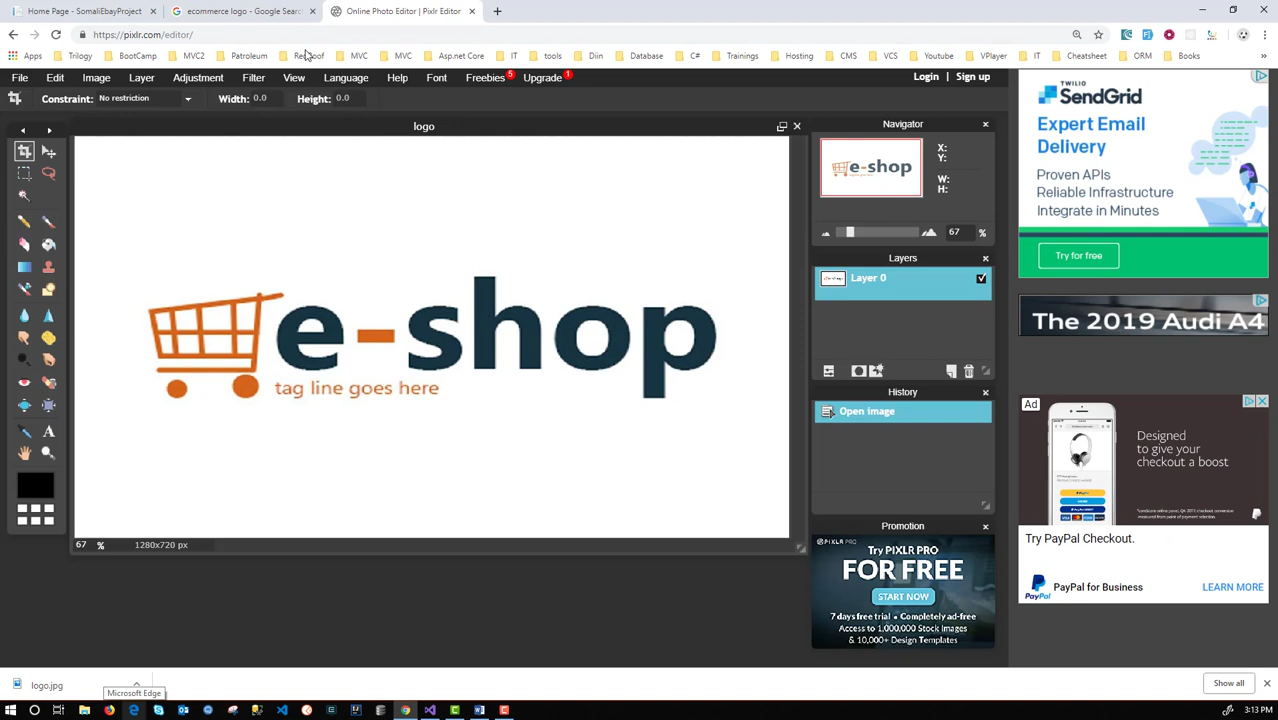 Home Page - SomaliEbayProject
ecommerce logo - Google Search
Online Photo Editor | Pixlr Editor
https://pixlr.com/editor/
Apps Trilogy BootCamp MVC2 Patroleum MVC MVC Asp.net Core IT tools Diin Database C# Trainings Hosting CMS VCS Youtube VPlayer IT Cheatsheet ORM Books
File Edit Image Layer Adjustment Filter View Language Help Font Freebies 5 Upgrade 1 Login | Sign up
Constraint: No restriction Width: 0.0 Height: 0.0
logo
e-shop
tag line goes here
67 % 1280x720 px
Navigator
e-shop
X:
Y:
W:
H:
67 %
Layers
Layer 0
History
Open image
Promotion
PIXLR PRO
Try PIXLR PRO
FOR FREE
START NOW
7 days free trial • Completely ad-free
Access to 1,000,000 Stock Images
& 10,000+ Design Templates
TWILIO
SendGrid
Expert Email
Delivery
Proven APIs
Reliable Infrastructure
Integrate in Minutes
Try for free
The 2019 Audi A4
Ad
Designed
to give your
checkout a boost
Try PayPal Checkout.
PayPal
PayPal for Business LEARN MORE
logo.jpg
Show all
Microsoft Edge
3:13 PM